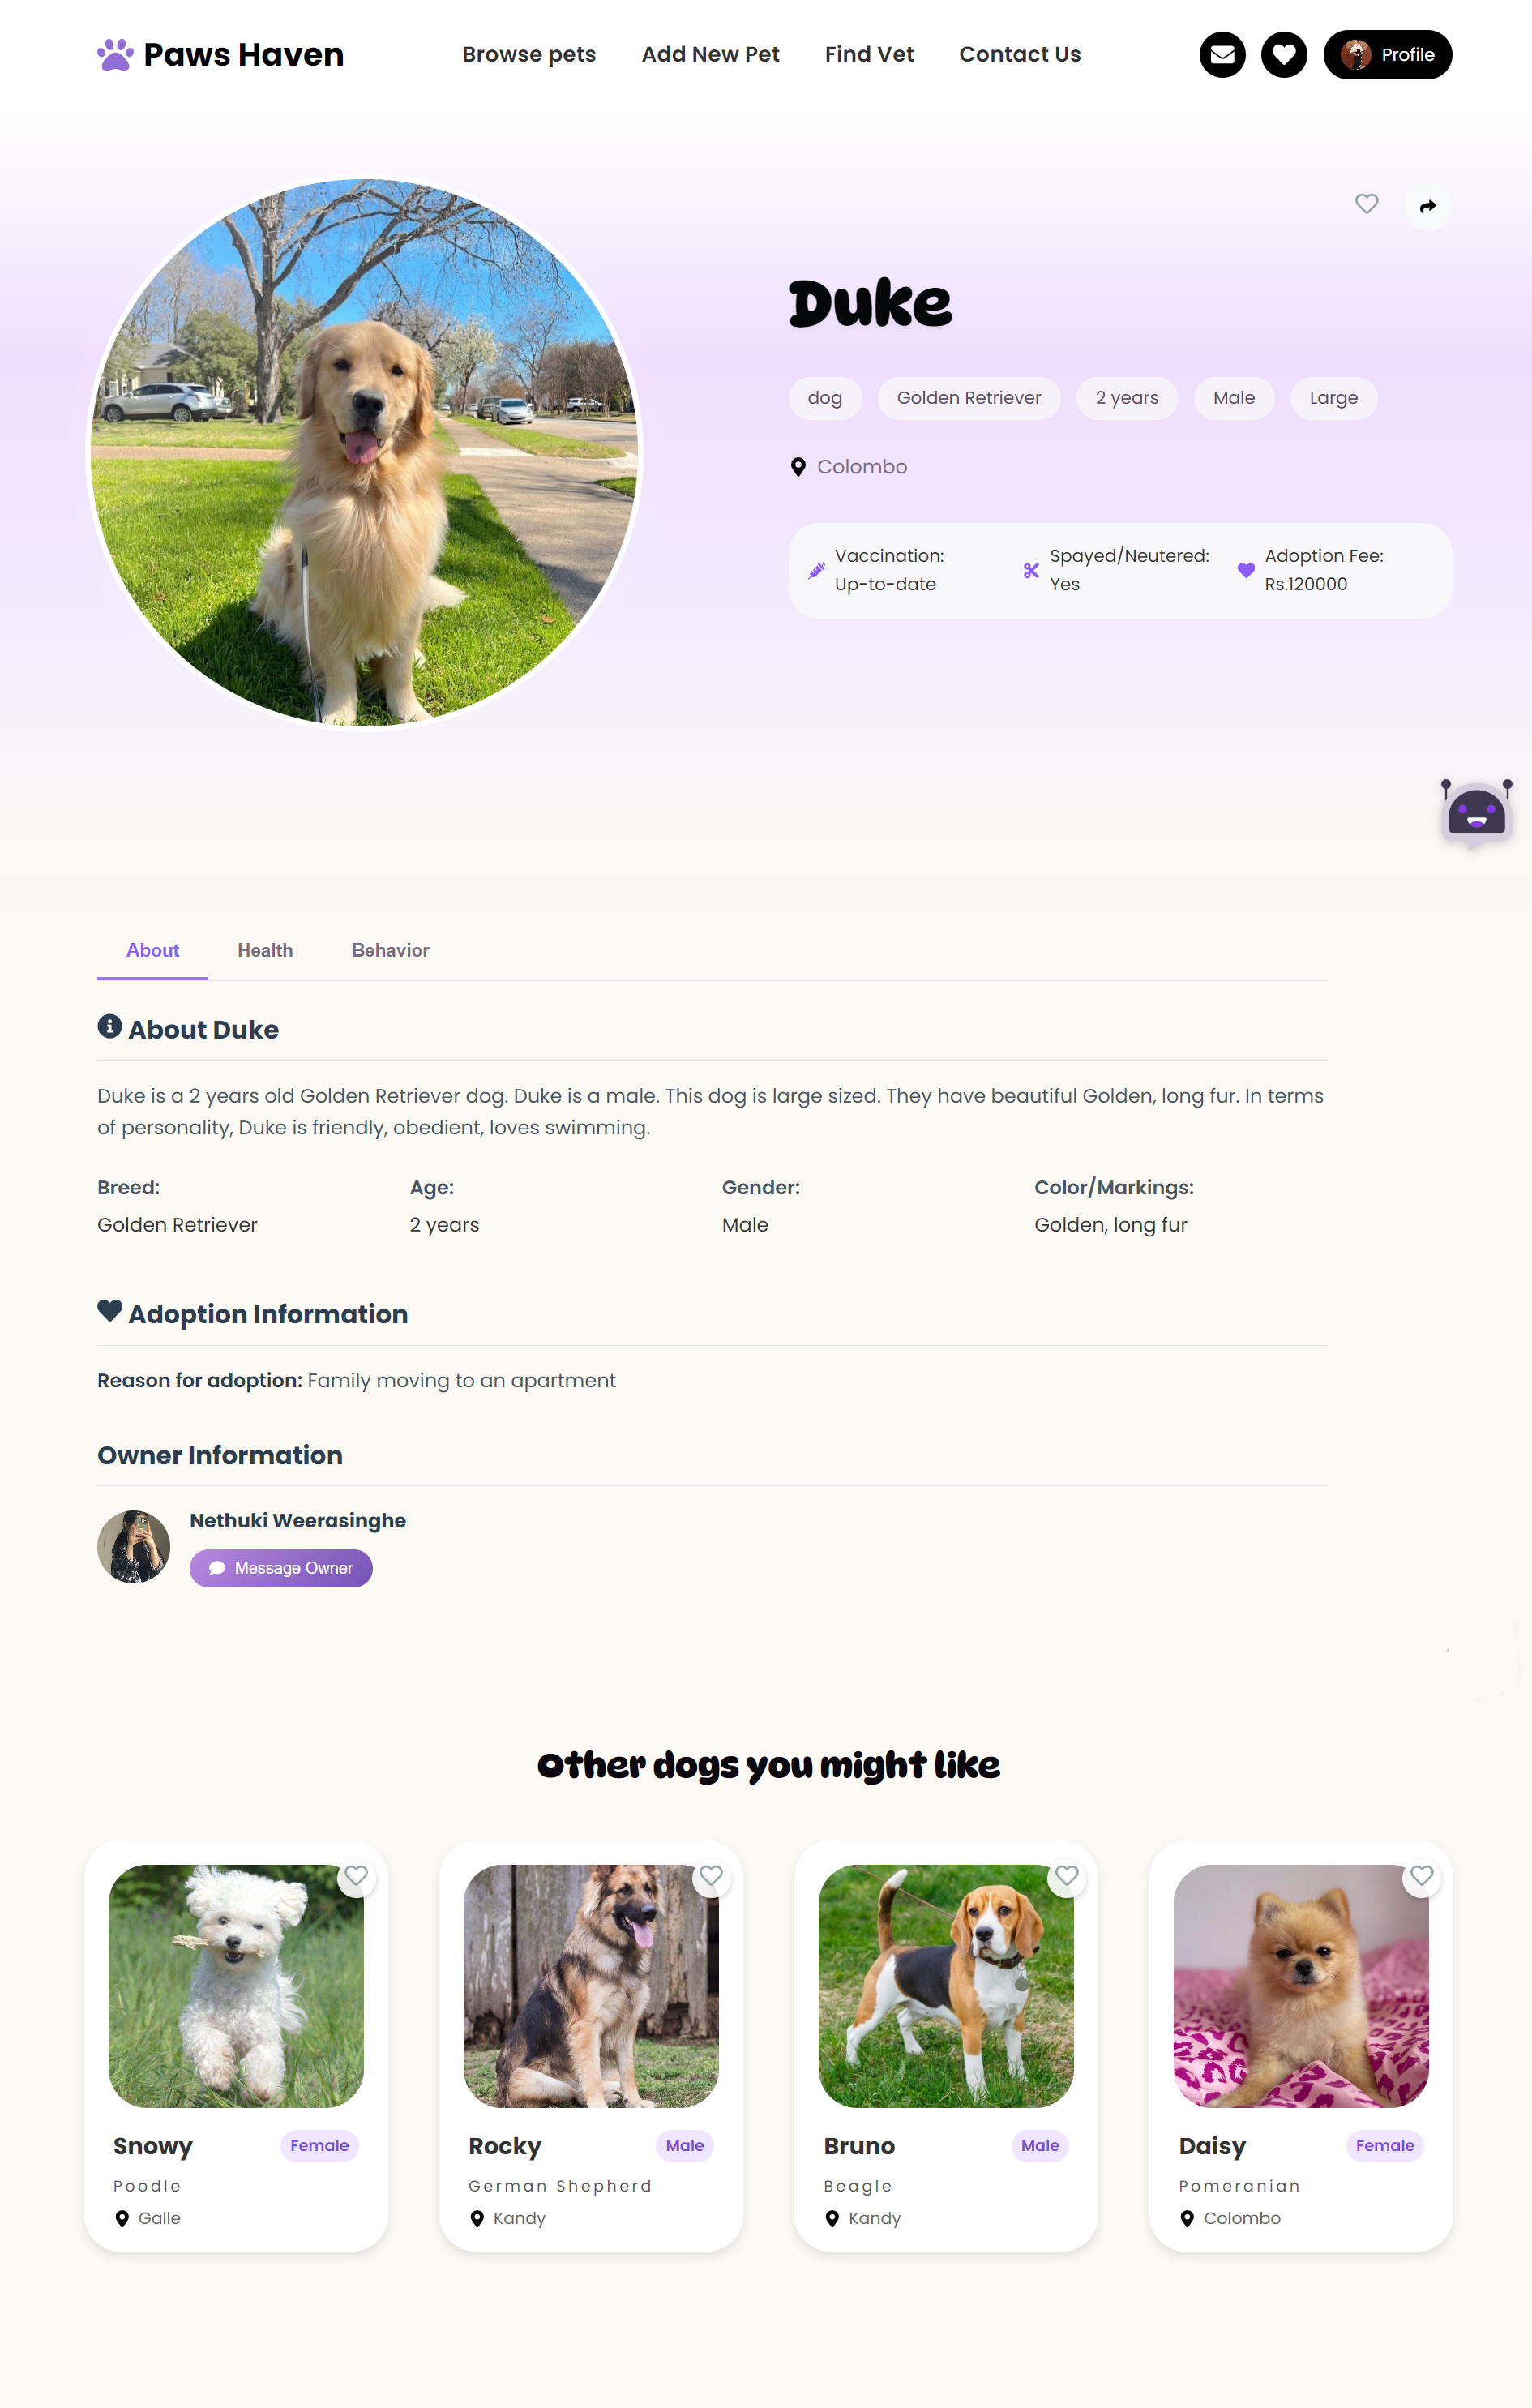 Paws Haven
Browse pets
Add New Pet
Find Vet
Contact Us
Profile
Duke
dog
Golden Retriever
2 years
Male
Large
Colombo
Vaccination:
Up-to-date
Spayed/Neutered:
Yes
Adoption Fee:
Rs.120000
About
Health
Behavior
About Duke
Duke is a 2 years old Golden Retriever dog. Duke is a male. This dog is large sized. They have beautiful Golden, long fur. In terms
of personality, Duke is friendly, obedient, loves swimming.
Breed:
Golden Retriever
Age:
2 years
Gender:
Male
Color/Markings:
Golden, long fur
Adoption Information
Reason for adoption: Family moving to an apartment
Owner Information
Nethuki Weerasinghe
Message Owner
Other dogs you might like
Snowy
Female
Poodle
Galle
Rocky
Male
German Shepherd
Kandy
Bruno
Male
Beagle
Kandy
Daisy
Female
Pomeranian
Colombo